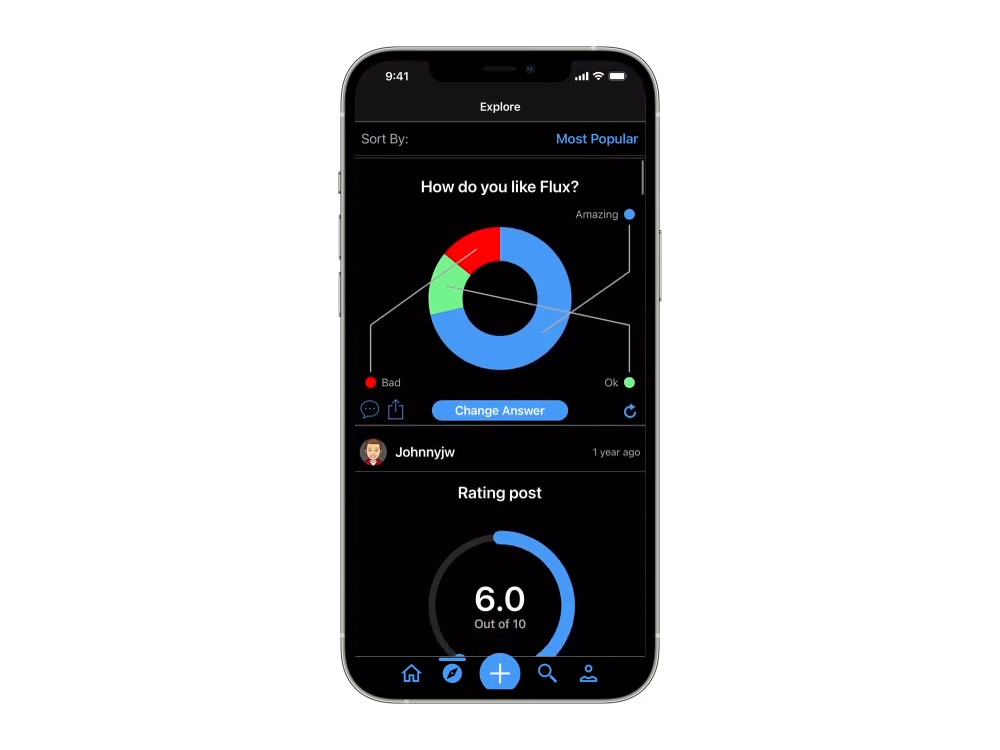 9:41
Explore
Sort By:
Most Popular
How do you like Flux?
Amazing
Bad
Ok
Change Answer
Johnnyjw
1 year ago
Rating post
6.0
Out of 10